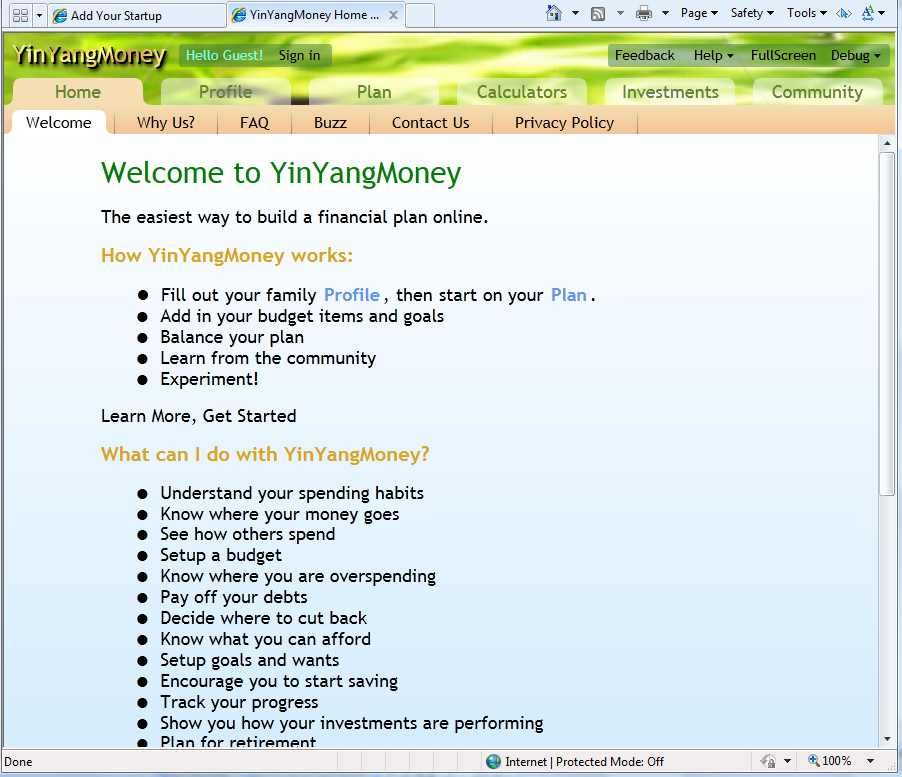 Add Your Startup
YinYangMoney Home ...
Page Safety Tools
YinYangMoney Hello Guest! Sign in Feedback Help FullScreen Debug
Home Profile Plan Calculators Investments Community
Welcome Why Us? FAQ Buzz Contact Us Privacy Policy
Welcome to YinYangMoney
The easiest way to build a financial plan online.
How YinYangMoney works:
● Fill out your family Profile, then start on your Plan.
● Add in your budget items and goals
● Balance your plan
● Learn from the community
● Experiment!
Learn More, Get Started
What can I do with YinYangMoney?
● Understand your spending habits
● Know where your money goes
● See how others spend
● Setup a budget
● Know where you are overspending
● Pay off your debts
● Decide where to cut back
● Know what you can afford
● Setup goals and wants
● Encourage you to start saving
● Track your progress
● Show you how your investments are performing
● Plan for retirement
Done Internet | Protected Mode: Off 100%